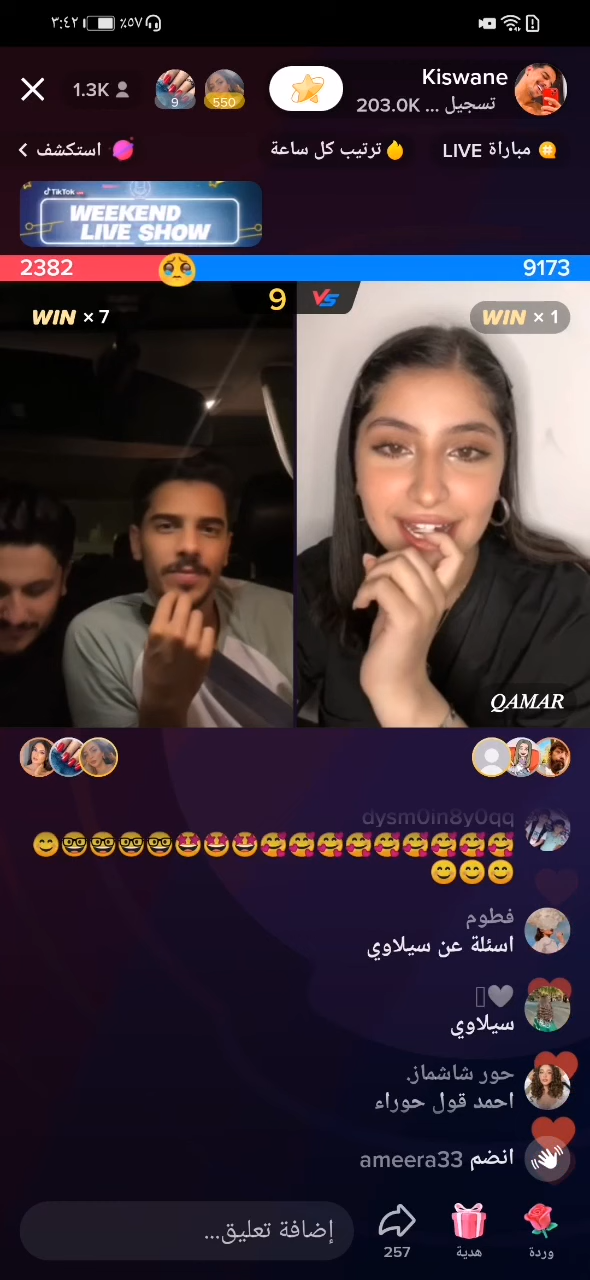 ٣:٤٢
٪٥٧
Kiswane
تسجيل ... 203.0K
550
9
1.3K
مباراة LIVE
ترتيب كل ساعة
استكشف
TikTok
WEEKEND
LIVE SHOW
2382
9173
WIN × 7
9
VS
WIN × 1
QAMAR
dysm0in8y0qq
🥰🥰🥰🥰🥰🥰🥰🥰🥰🤩🤩🤩🤓🤓🤓🤓😊
😊😊😊
فطوم
اسئلة عن سيلاوي
🩶
سيلاوي
حور شاشماز.
احمد قول حوراء
ameera33 انضم
إضافة تعليق...
257
هدية
وردة